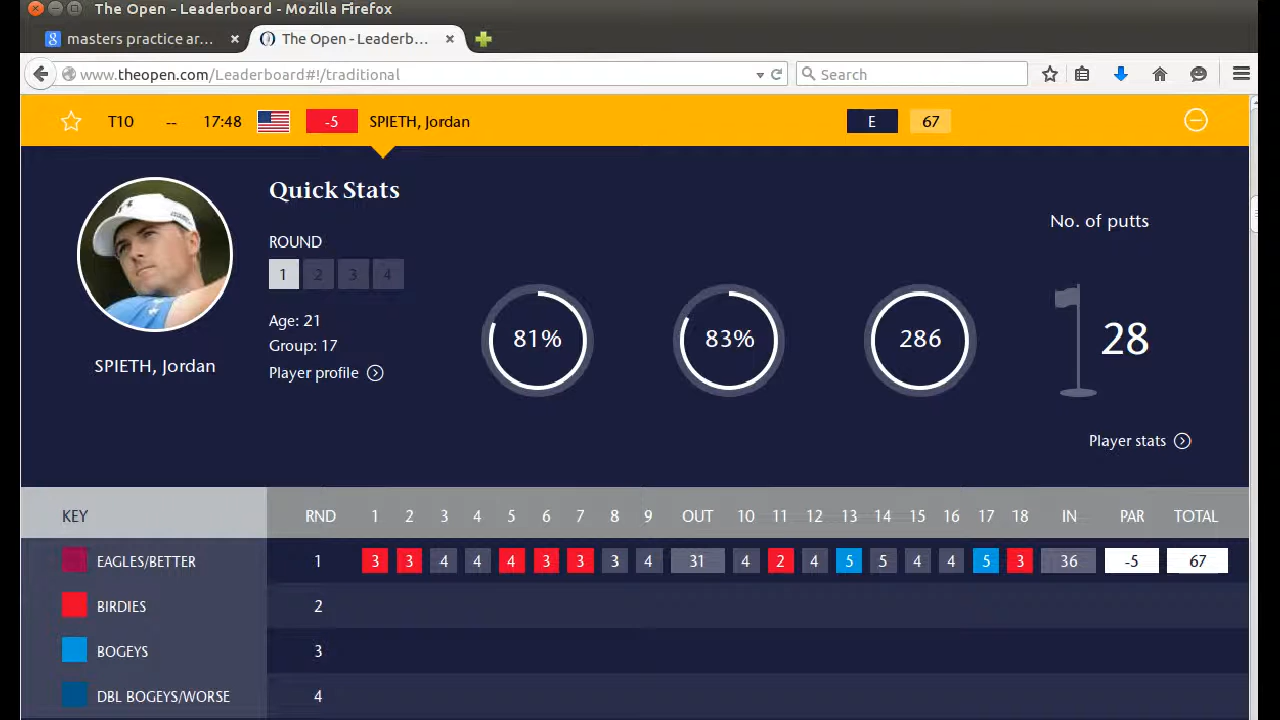 The Open - Leaderboard - Mozilla Firefox
masters practice ar...
The Open - Leaderb...
www.theopen.com/Leaderboard#!/traditional
Search
T10 -- 17:48 -5 SPIETH, Jordan E 67
Quick Stats
No. of putts
ROUND
1 2 3 4
Age: 21
Group: 17
Player profile
SPIETH, Jordan
81% 83% 286 28
Player stats
KEY RND 1 2 3 4 5 6 7 8 9 OUT 10 11 12 13 14 15 16 17 18 IN PAR TOTAL
EAGLES/BETTER 1 3 3 4 4 4 3 3 3 4 31 4 2 4 5 5 4 4 5 3 36 -5 67
BIRDIES 2
BOGEYS 3
DBL BOGEYS/WORSE 4